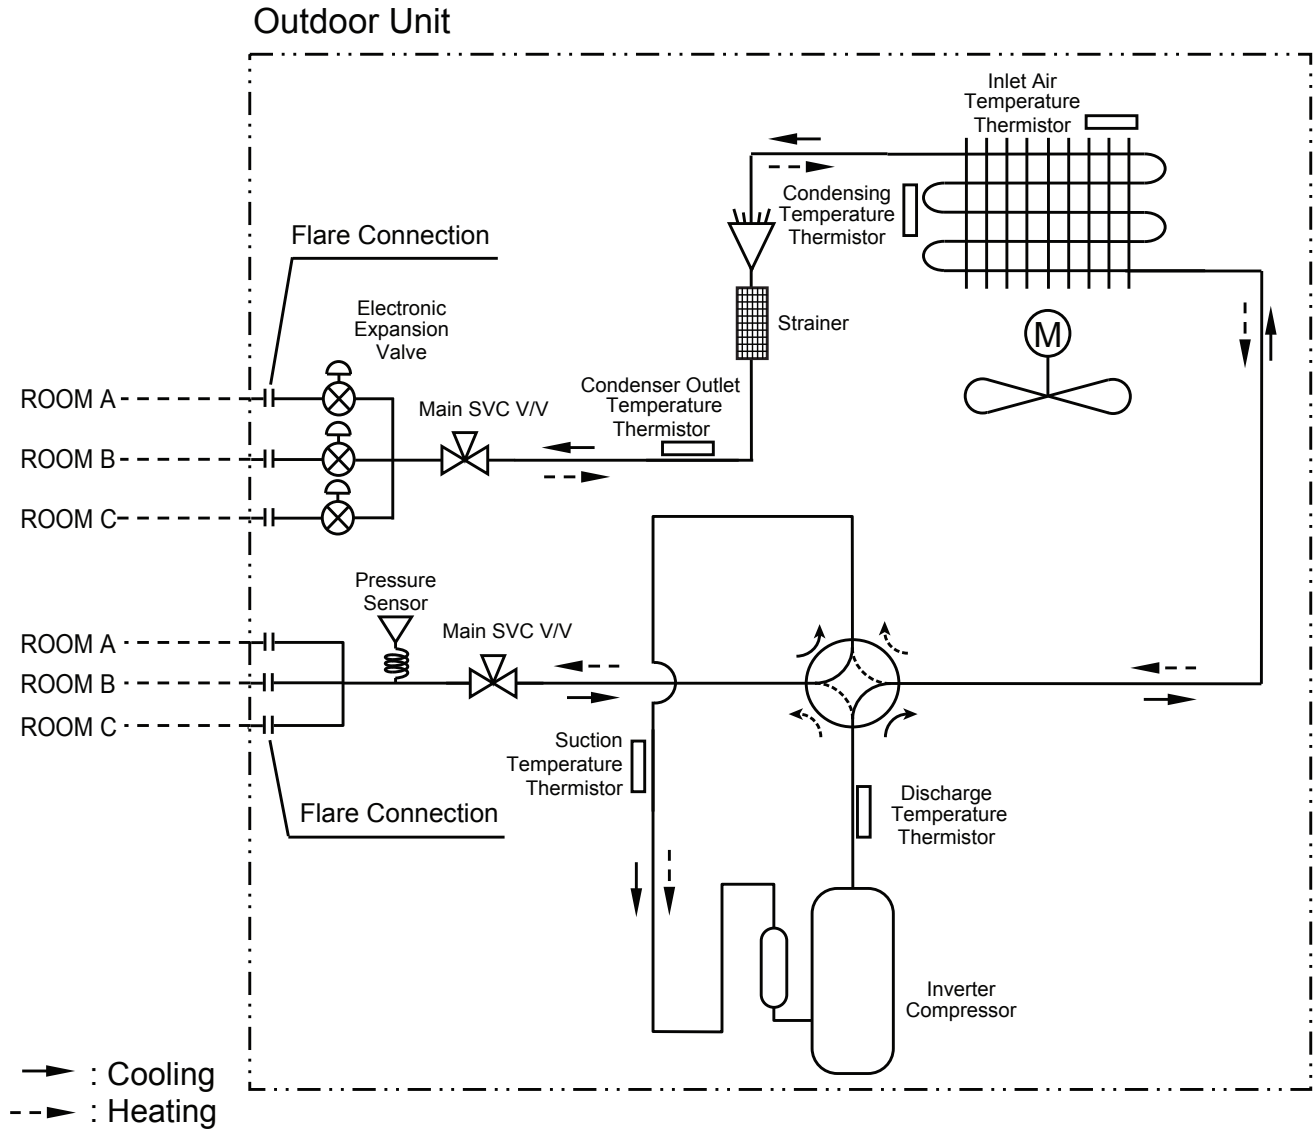 Outdoor Unit
Inlet Air
Temperature
Thermistor
Condensing
Temperature
Thermistor
Flare Connection
Electronic
Expansion
Valve
Strainer
M
Condenser Outlet
Temperature
Thermistor
Main SVC V/V
ROOM A
ROOM B
ROOM C
Pressure
Sensor
Main SVC V/V
ROOM A
ROOM B
ROOM C
Suction
Temperature
Thermistor
Flare Connection
Discharge
Temperature
Thermistor
Inverter
Compressor
: Cooling
: Heating